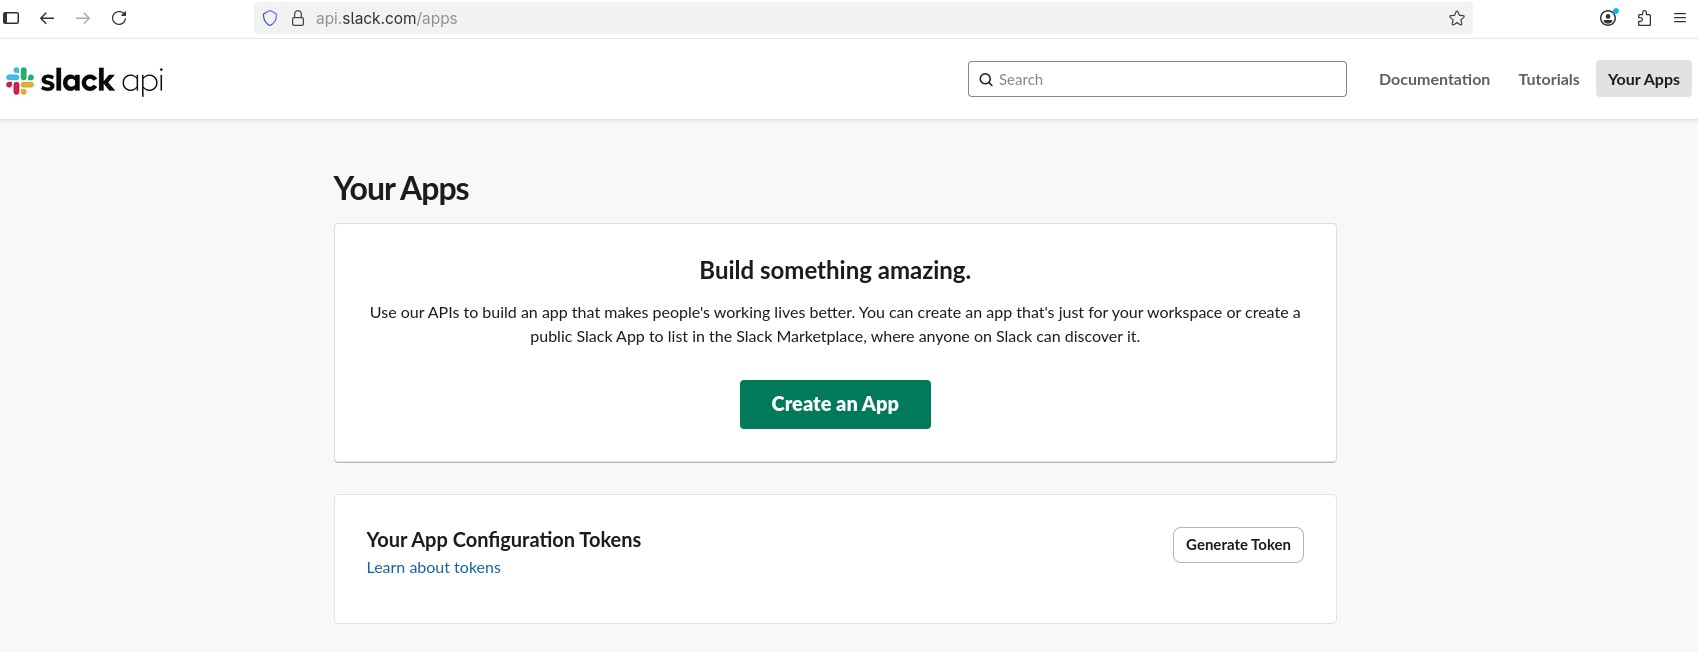 api.slack.com/apps
slack api
Search
Documentation
Tutorials
Your Apps
Your Apps
Build something amazing.
Use our APIs to build an app that makes people's working lives better. You can create an app that's just for your workspace or create a
public Slack App to list in the Slack Marketplace, where anyone on Slack can discover it.
Create an App
Your App Configuration Tokens
Generate Token
Learn about tokens